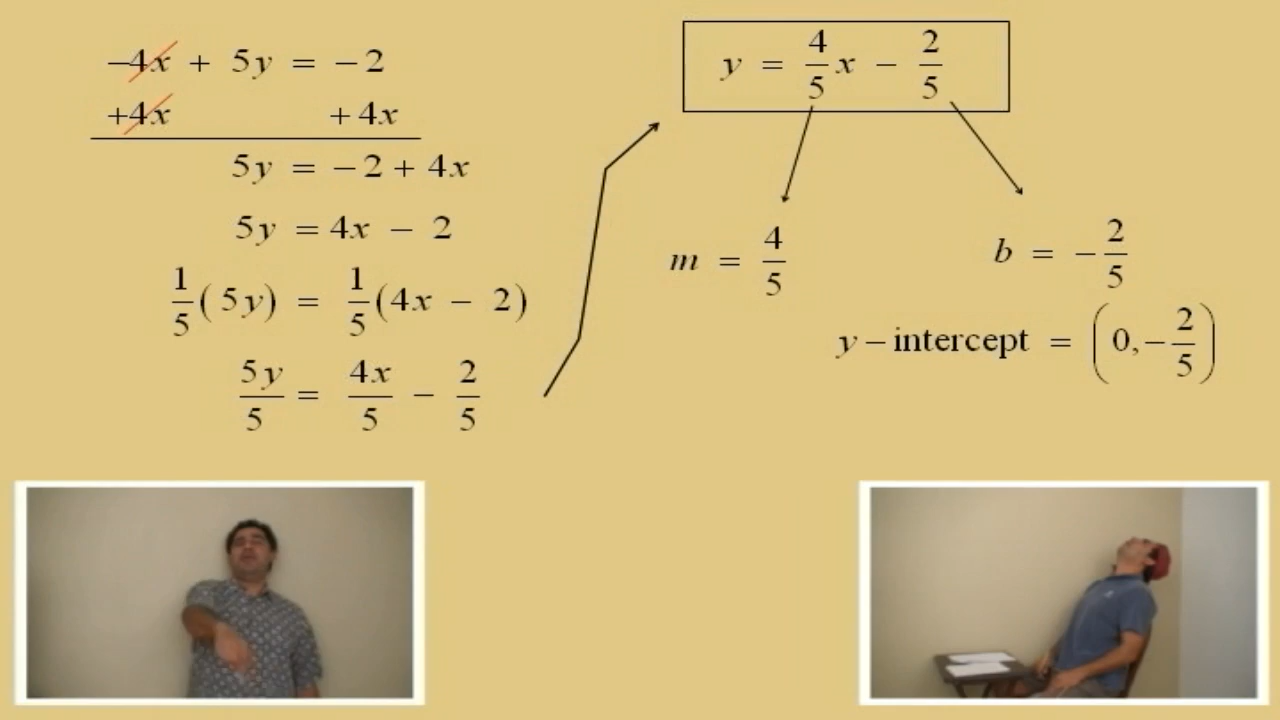 −4x + 5y = −2
+4x +4x
5y = −2 + 4x
5y = 4x − 2
1/5(5y) = 1/5(4x − 2)
5y/5 = 4x/5 − 2/5
y = 4/5x − 2/5
m = 4/5
b = −2/5
y−intercept = (0,−2/5)